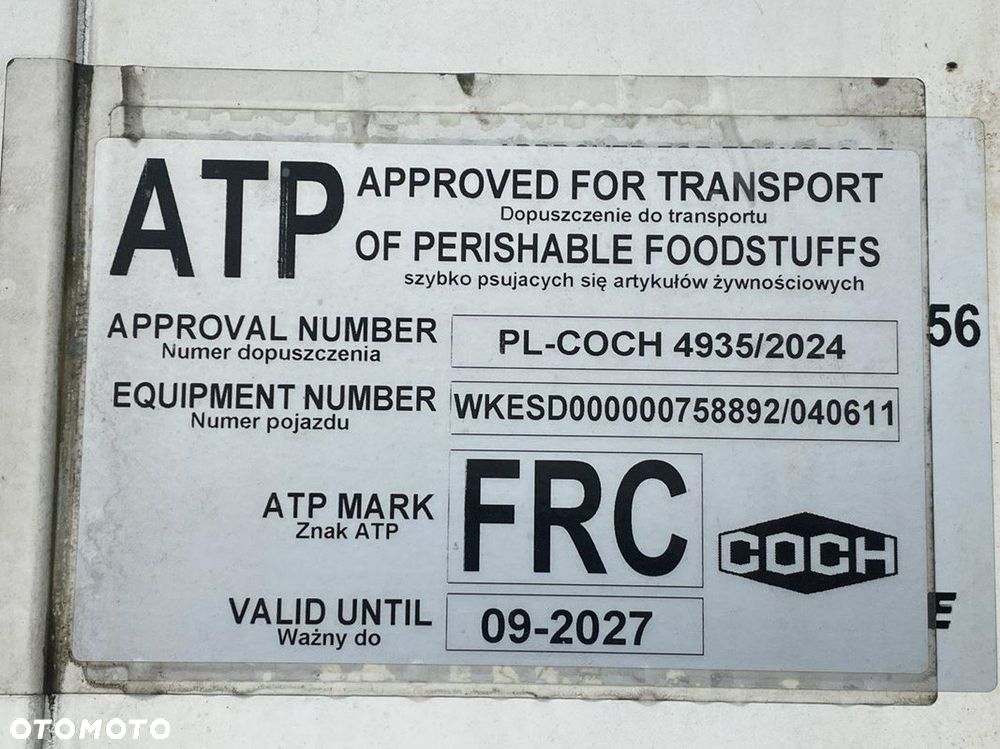 ATP APPROVED FOR TRANSPORT
Dopuszczenie do transportu
OF PERISHABLE FOODSTUFFS
szybko psujacych się artykułów żywnościowych
APPROVAL NUMBER PL-COCH 4935/2024
Numer dopuszczenia
56
EQUIPMENT NUMBER WKESD000000758892/040611
Numer pojazdu
ATP MARK FRC
Znak ATP
COCH
VALID UNTIL 09-2027
Ważny do
E
OTOMOTO